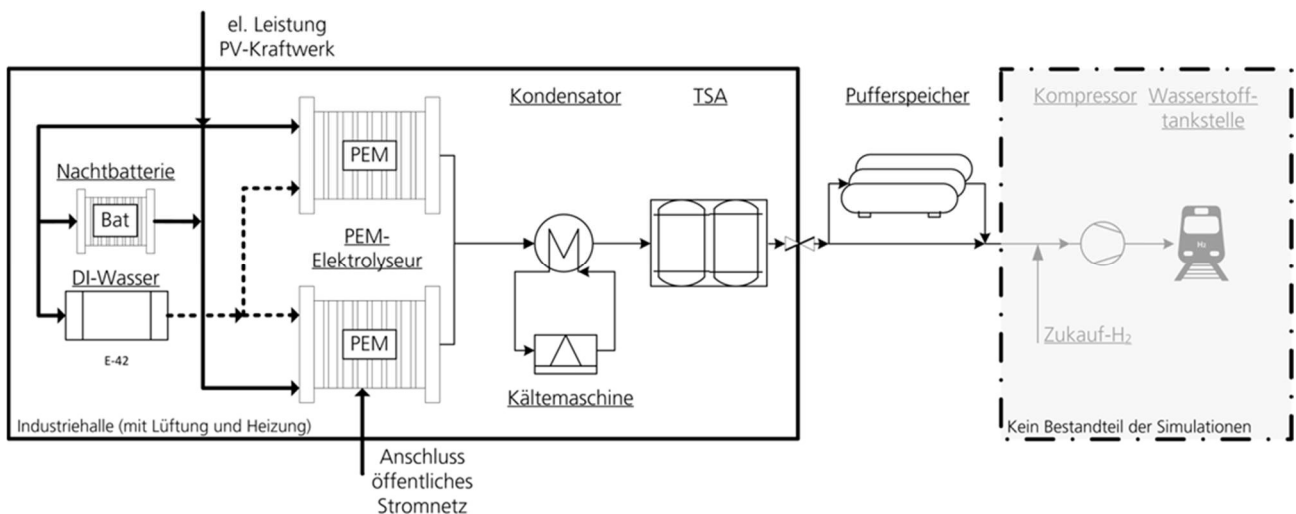 el. Leistung
PV-Kraftwerk
Kondensator
TSA
Pufferspeicher
Kompressor
Wasserstoff-
tankstelle
PEM
Nachtbatterie
Bat
PEM-
Elektrolyseur
H₂
DI-Wasser
E-42
PEM
Kältemaschine
Zukauf-H₂
Industriehalle (mit Lüftung und Heizung)
Kein Bestandteil der Simulationen
Anschluss
öffentliches
Stromnetz